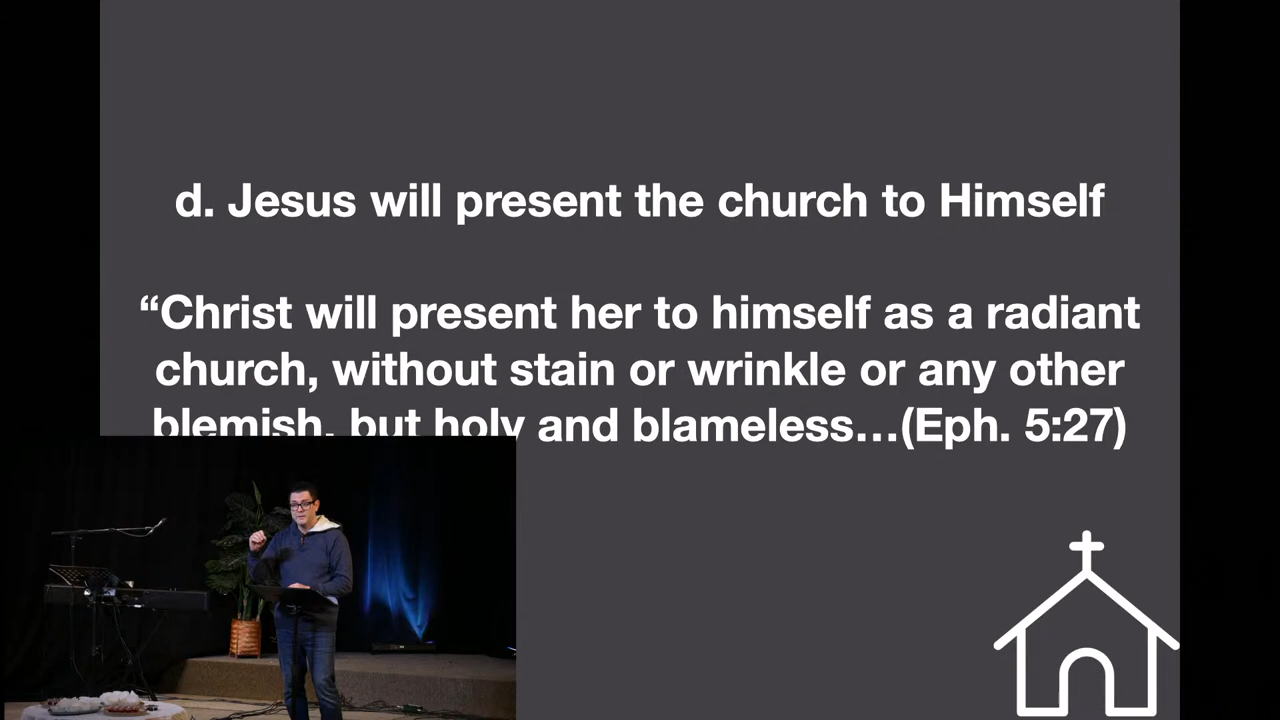 d. Jesus will present the church to Himself
“Christ will present her to himself as a radiant
church, without stain or wrinkle or any other
blemish, but holy and blameless…(Eph. 5:27)